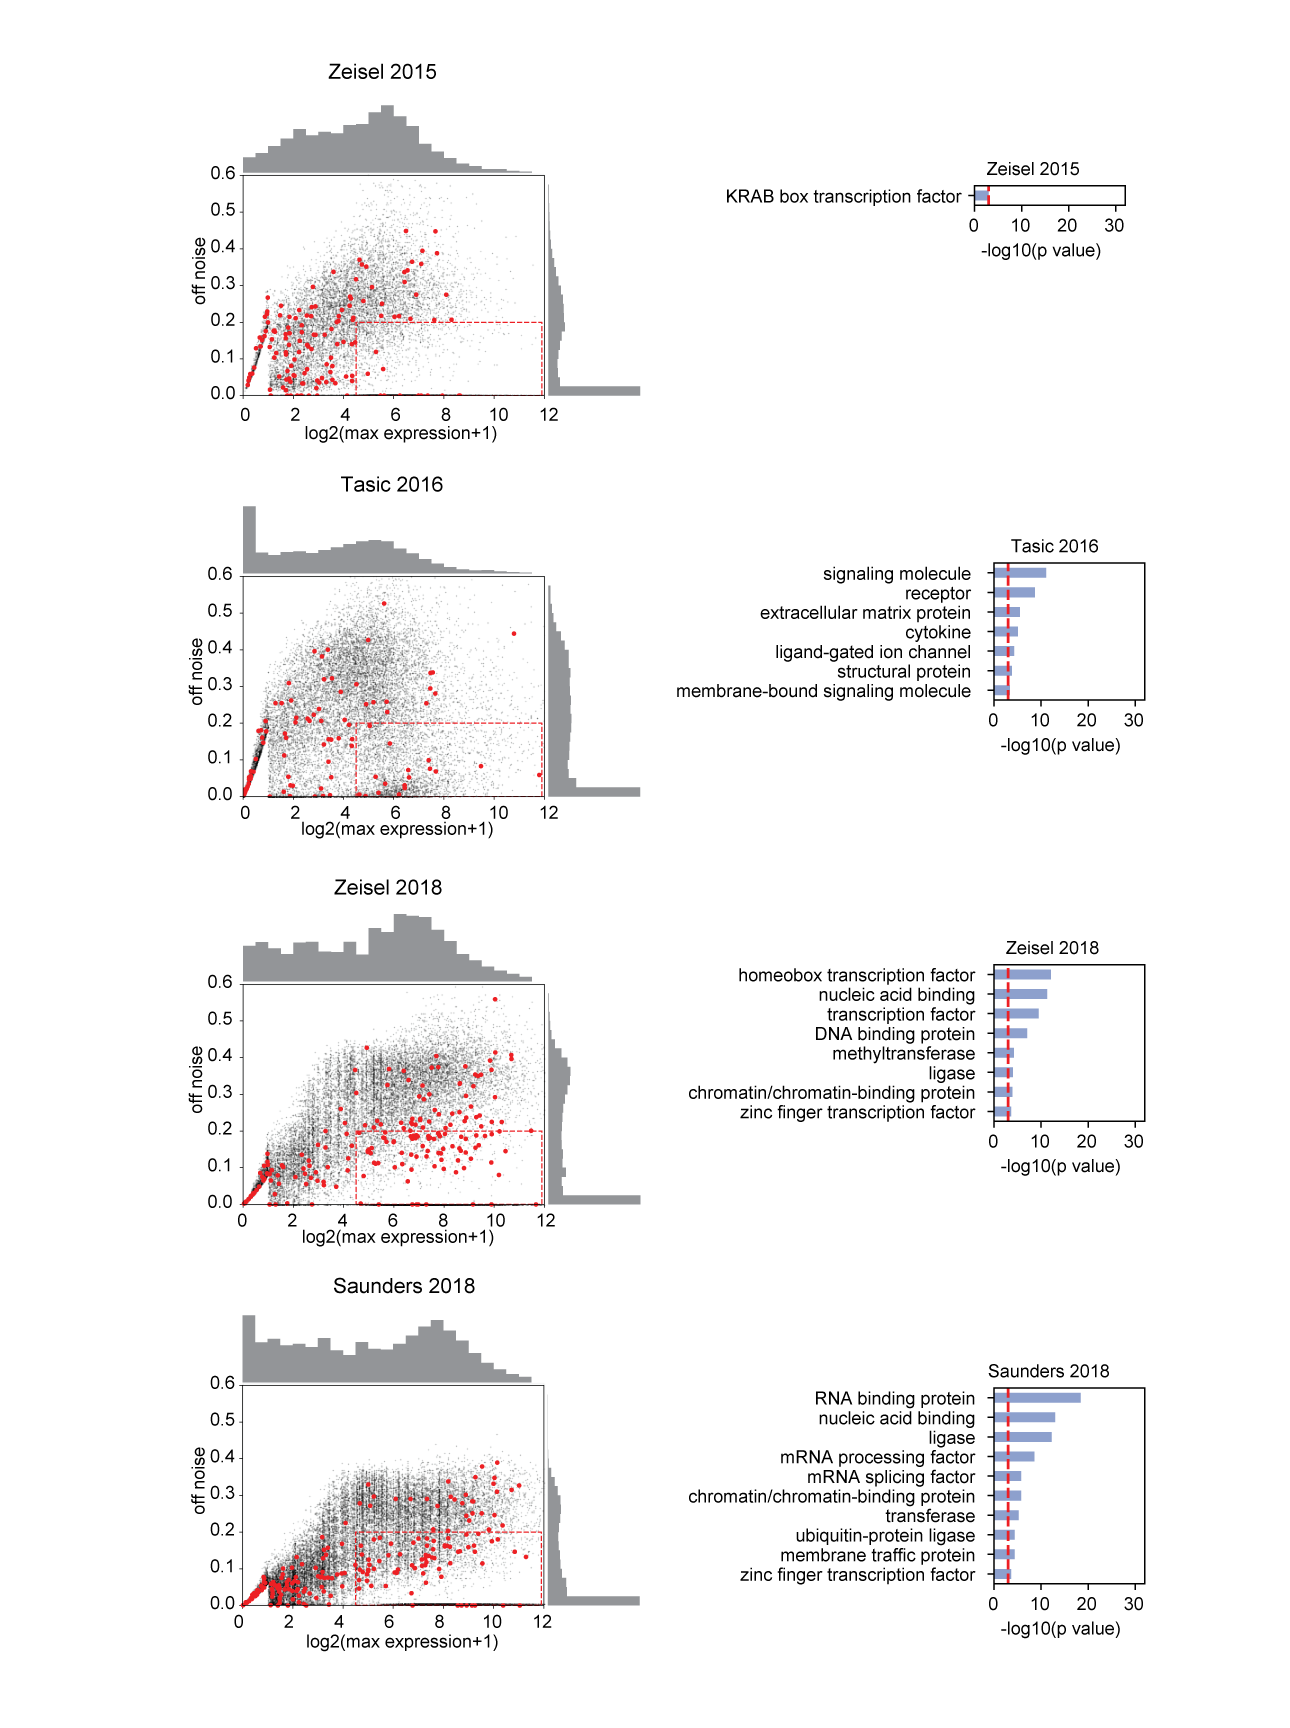 Zeisel 2015
0.6
0.5
0.4
0.3
0.2
0.1
0.0
off noise
0 2 4 6 8 10 12
log2(max expression+1)
Zeisel 2015
KRAB box transcription factor
0 10 20 30
-log10(p value)
Tasic 2016
0.6
0.5
0.4
0.3
0.2
0.1
0.0
off noise
0 2 4 6 8 10 12
log2(max expression+1)
Tasic 2016
signaling molecule
receptor
extracellular matrix protein
cytokine
ligand-gated ion channel
structural protein
membrane-bound signaling molecule
0 10 20 30
-log10(p value)
Zeisel 2018
0.6
0.5
0.4
0.3
0.2
0.1
0.0
off noise
0 2 4 6 8 10 12
log2(max expression+1)
Zeisel 2018
homeobox transcription factor
nucleic acid binding
transcription factor
DNA binding protein
methyltransferase
ligase
chromatin/chromatin-binding protein
zinc finger transcription factor
0 10 20 30
-log10(p value)
Saunders 2018
0.6
0.5
0.4
0.3
0.2
0.1
0.0
off noise
0 2 4 6 8 10 12
log2(max expression+1)
Saunders 2018
RNA binding protein
nucleic acid binding
ligase
mRNA processing factor
mRNA splicing factor
chromatin/chromatin-binding protein
transferase
ubiquitin-protein ligase
membrane traffic protein
zinc finger transcription factor
0 10 20 30
-log10(p value)